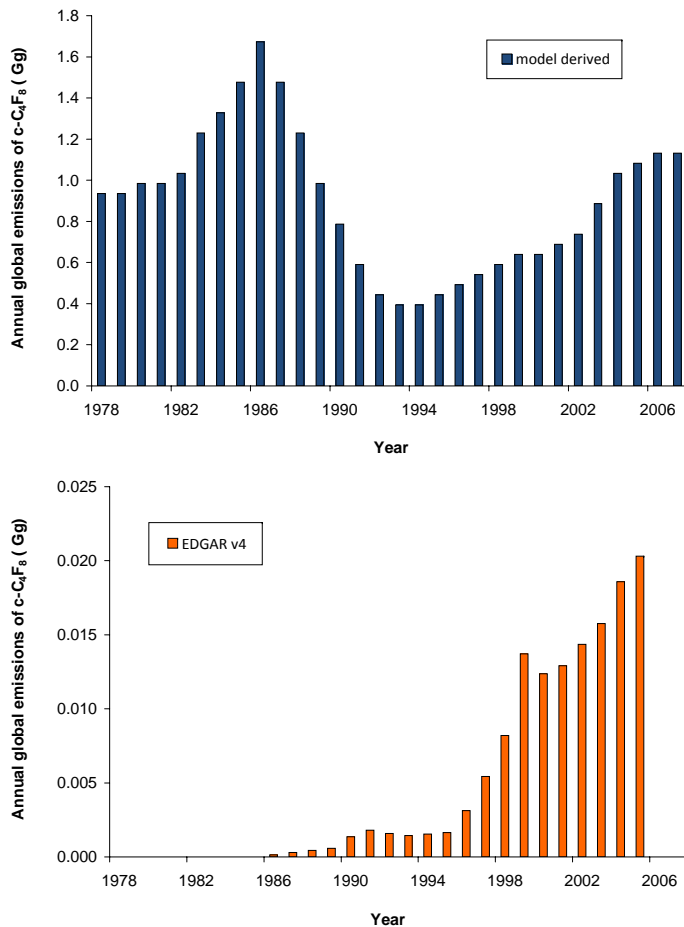 Annual global emissions of c-C₄F₈ ( Gg)
1.8
1.6
1.4
1.2
1.0
0.8
0.6
0.4
0.2
0.0
model derived
1978 1982 1986 1990 1994 1998 2002 2006
Year
Annual global emissions of c-C₄F₈ ( Gg)
0.025
0.020
0.015
0.010
0.005
0.000
EDGAR v4
1978 1982 1986 1990 1994 1998 2002 2006
Year